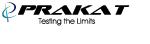 PRAKAT
Testing the Limits